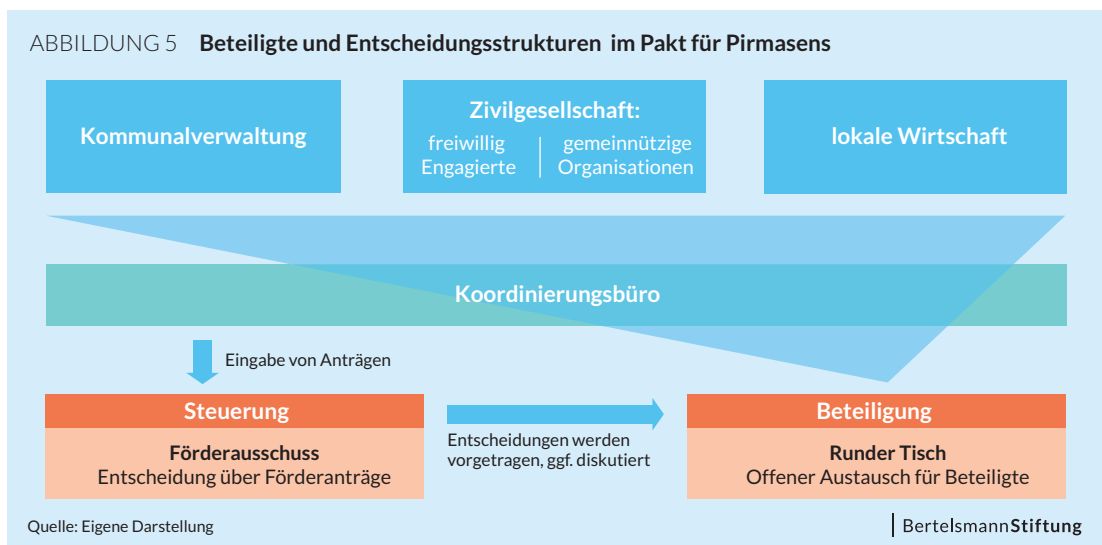 ABBILDUNG 5 Beteiligte und Entscheidungsstrukturen im Pakt für Pirmasens
Kommunalverwaltung
Zivilgesellschaft:
freiwillig
Engagierte
gemeinnützige
Organisationen
lokale Wirtschaft
Koordinierungsbüro
Eingabe von Anträgen
Steuerung
Förderausschuss
Entscheidung über Förderanträge
Entscheidungen werden
vorgetragen, ggf. diskutiert
Beteiligung
Runder Tisch
Offener Austausch für Beteiligte
Quelle: Eigene Darstellung
BertelsmannStiftung